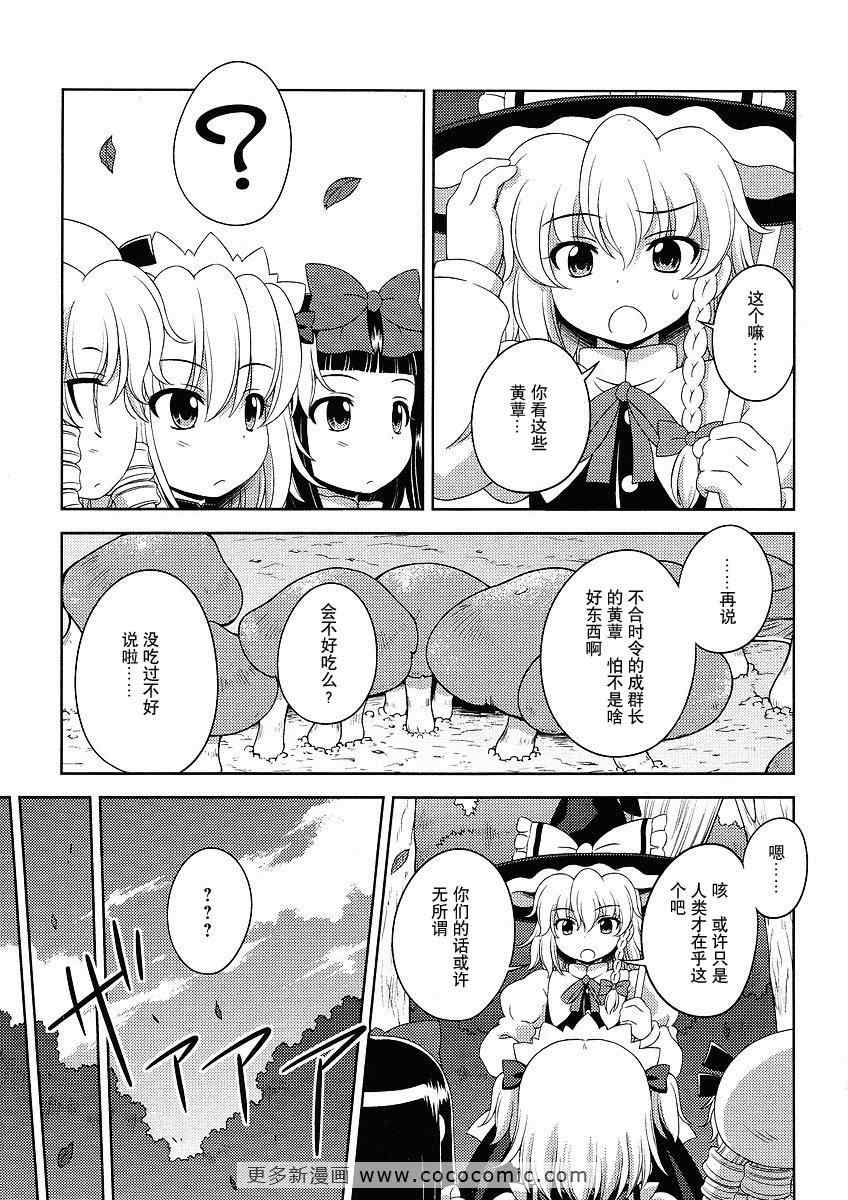 这个嘛
……
你看这些
黄蕈…
？
……再说
不合时令的成群长
的黄蕈　怕不是啥
好东西啊
会不好吃么？
没吃过不好
说啦……
嗯……
咳　或许只是
人类才在乎这
个吧
你们的话或许
无所谓
？？？
ザアアア
更多新漫画 www.cococomic.com